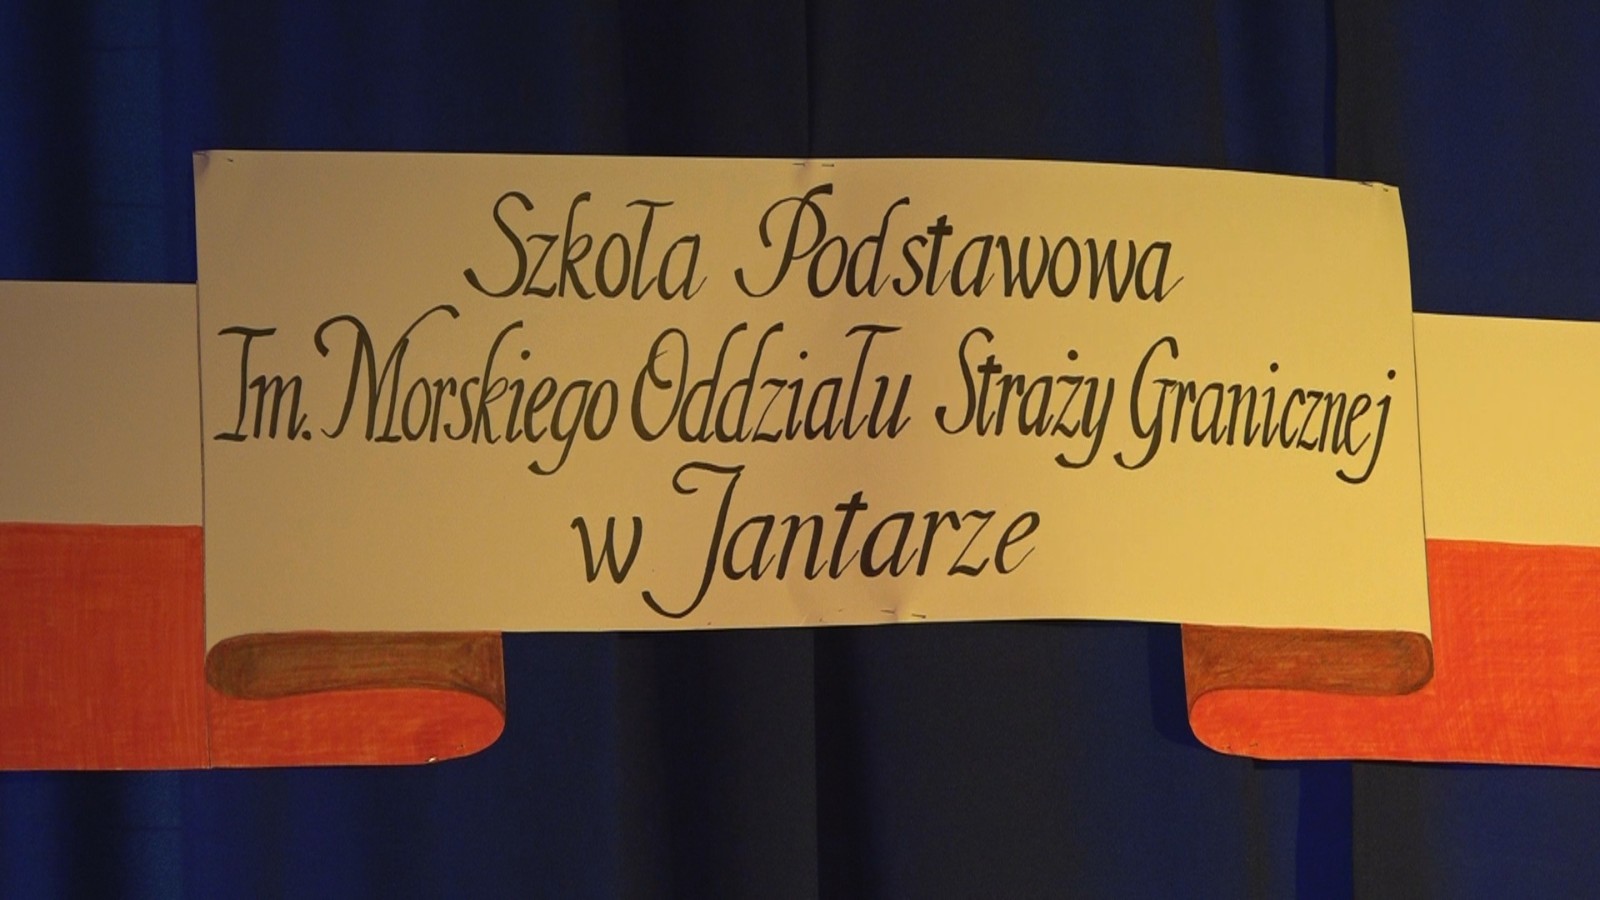 Szkoła Podstawowa
Im. Morskiego Oddziału Straży Granicznej
w Jantarze